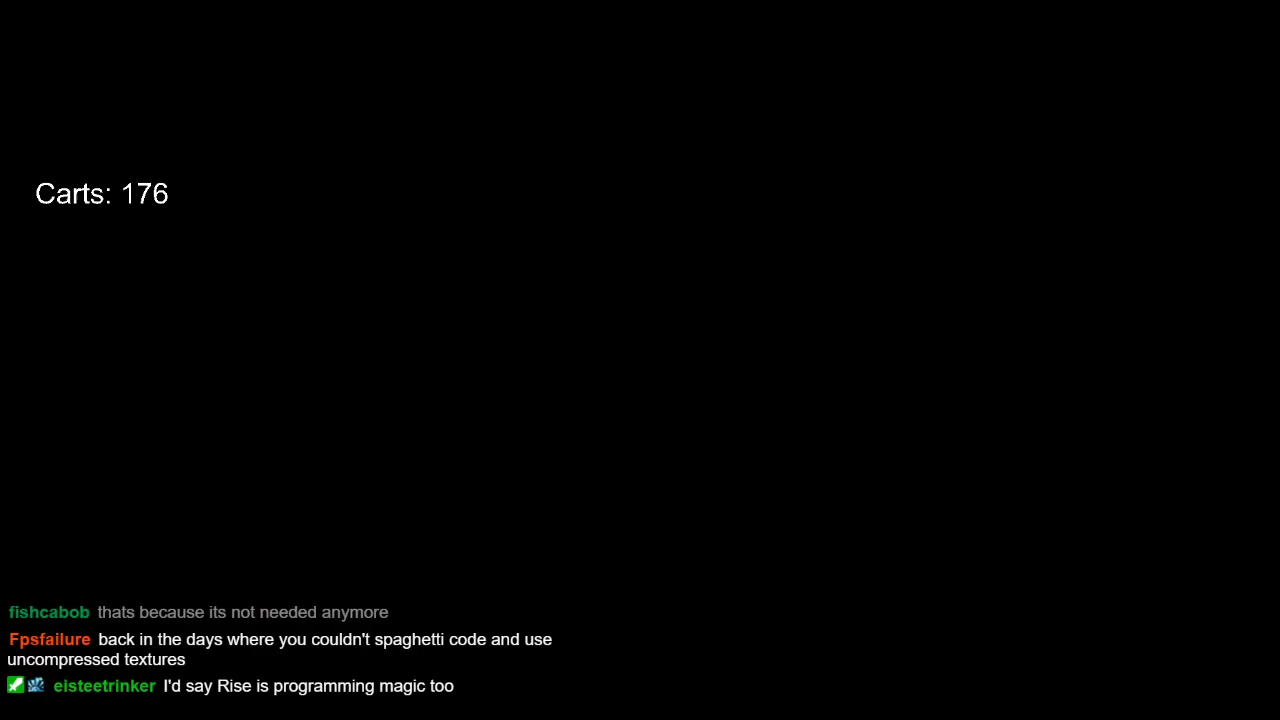 Carts: 176
fishcabob thats because its not needed anymore
Fpsfailure back in the days where you couldn't spaghetti code and use
uncompressed textures
eisteetrinker I'd say Rise is programming magic too